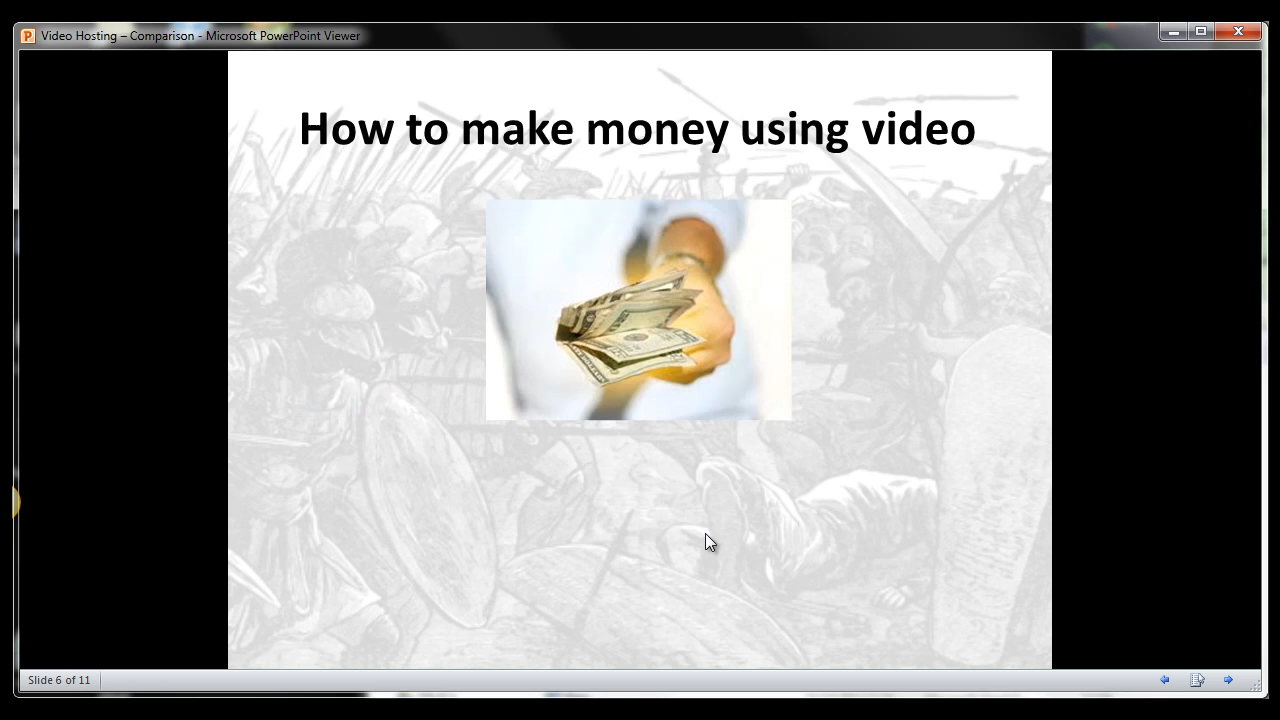 Video Hosting – Comparison - Microsoft PowerPoint Viewer
How to make money using video
Slide 6 of 11